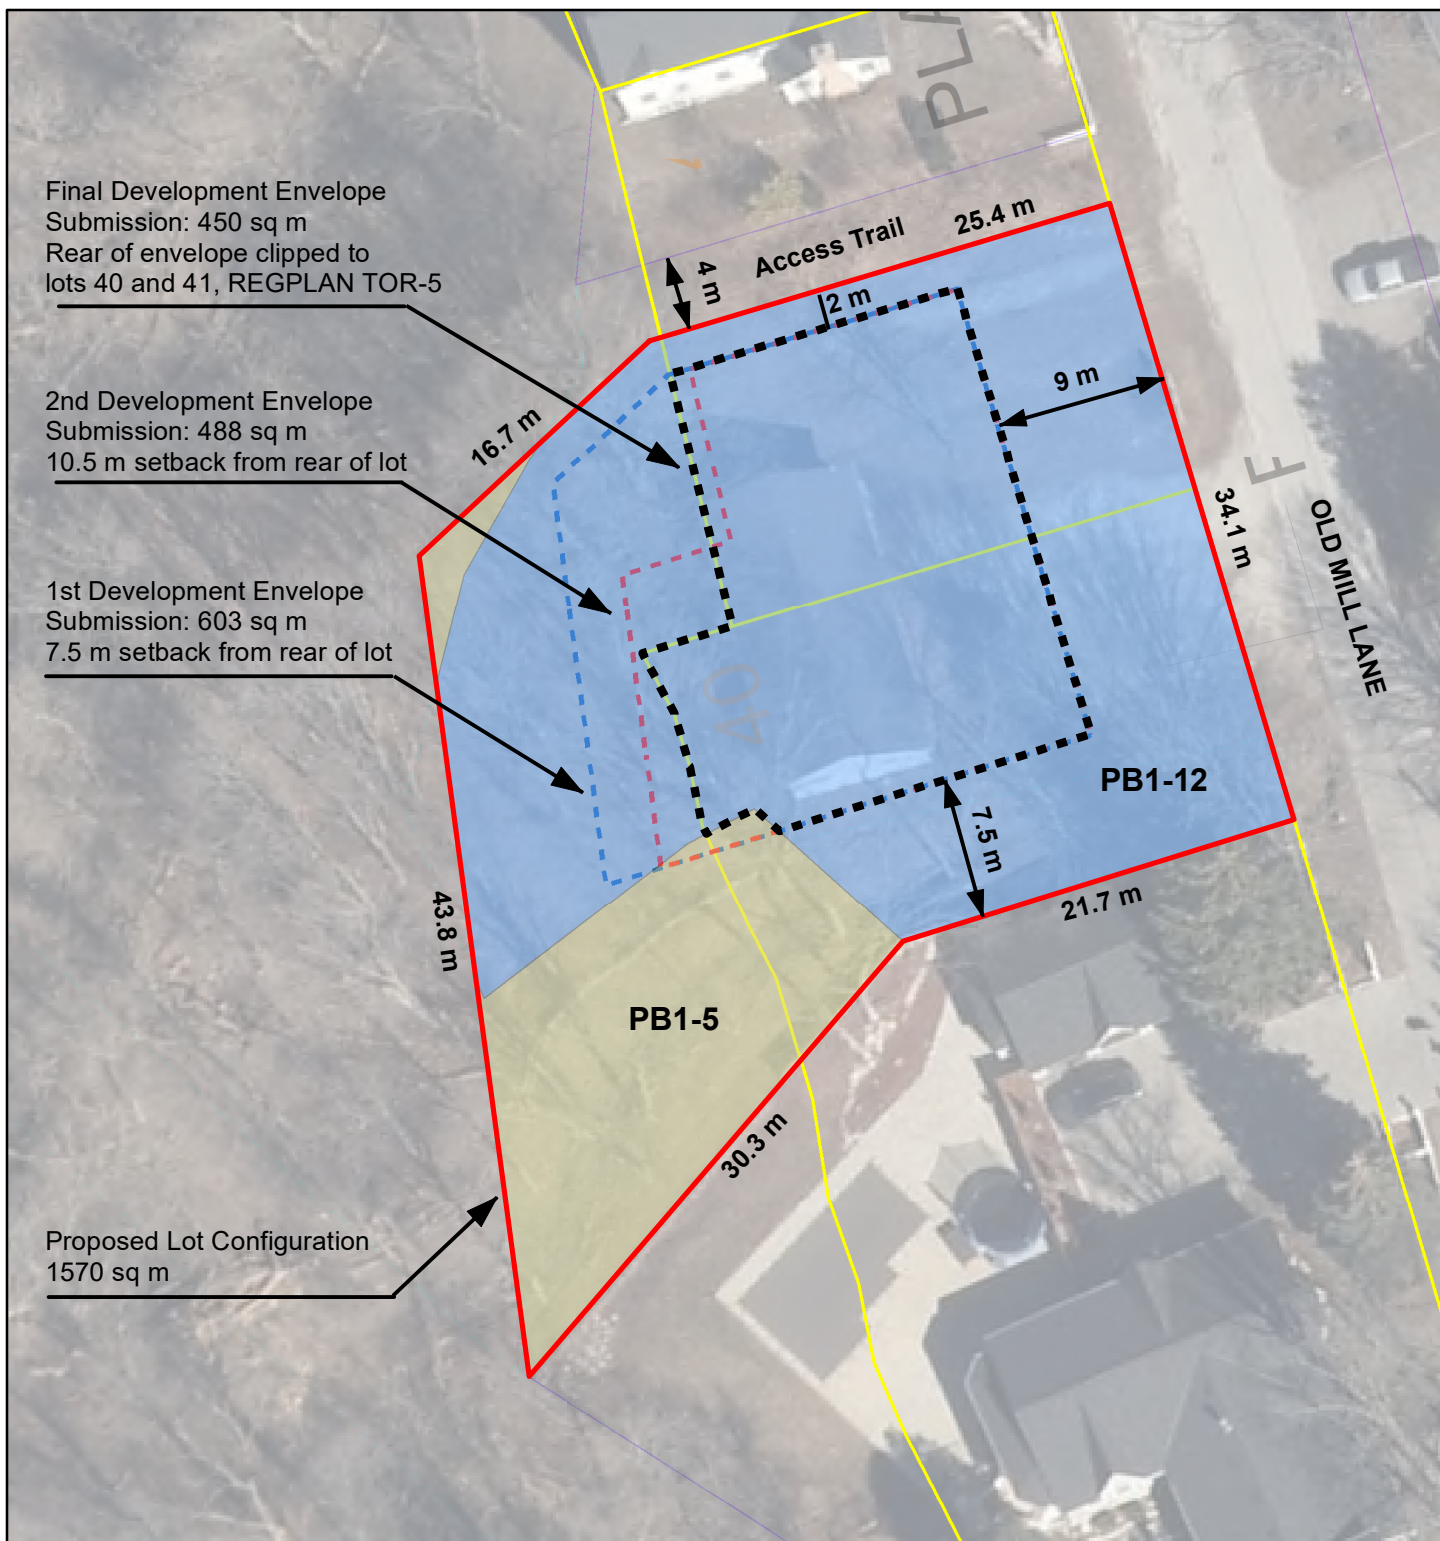 PLA
Final Development Envelope
Submission: 450 sq m
Rear of envelope clipped to
lots 40 and 41, REGPLAN TOR-5
2nd Development Envelope
Submission: 488 sq m
10.5 m setback from rear of lot
1st Development Envelope
Submission: 603 sq m
7.5 m setback from rear of lot
Proposed Lot Configuration
1570 sq m
Access Trail
25.4 m
4 m
2 m
9 m
16.7 m
34.1 m
F
OLD MILL LANE
40
PB1-12
7.5 m
21.7 m
43.8 m
PB1-5
30.3 m